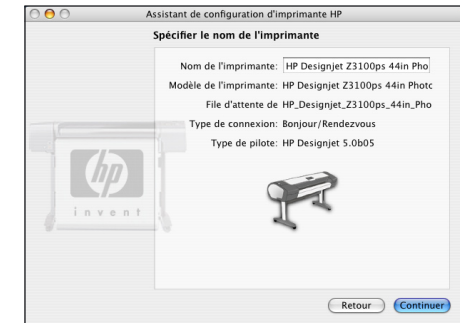 Assistant de configuration d'imprimante HP
Spécifier le nom de l'imprimante
Nom de l'imprimante: HP Designjet Z3100ps 44in Pho
Modèle de l'imprimante: HP Designjet Z3100ps 44in Photo
File d'attente de HP_Designjet_Z3100ps_44in_Pho
Type de connexion: Bonjour/Rendezvous
Type de pilote: HP Designjet 5.0b05
hp
invent
Retour Continuer